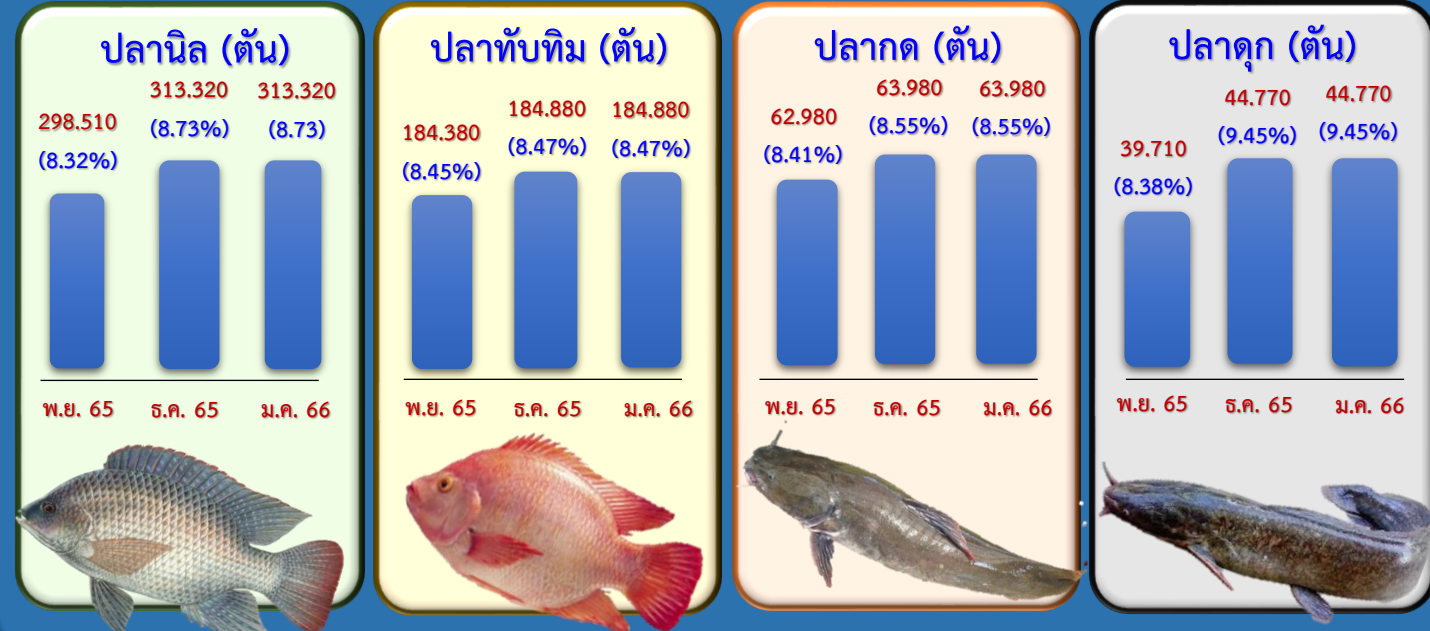 ปลานิล (ตัน)
298.510
(8.32%)
313.320
(8.73%)
313.320
(8.73)
พ.ย. 65
ธ.ค. 65
ม.ค. 66
ปลาทับทิม (ตัน)
184.380
(8.45%)
184.880
(8.47%)
184.880
(8.47%)
พ.ย. 65
ธ.ค. 65
ม.ค. 66
ปลากด (ตัน)
62.980
(8.41%)
63.980
(8.55%)
63.980
(8.55%)
พ.ย. 65
ธ.ค. 65
ม.ค. 66
ปลาดุก (ตัน)
39.710
(8.38%)
44.770
(9.45%)
44.770
(9.45%)
พ.ย. 65
ธ.ค. 65
ม.ค. 66